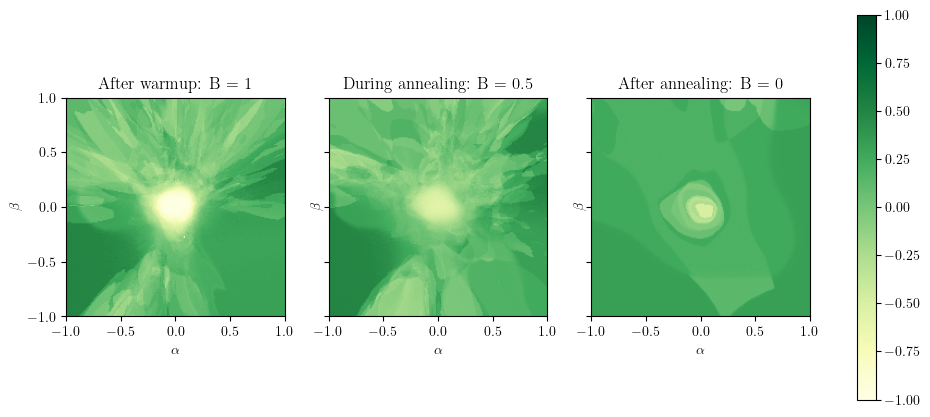 After warmup: B = 1
During annealing: B = 0.5
After annealing: B = 0
1.0
0.5
0.0
−0.5
−1.0
β
−1.0 −0.5 0.0 0.5 1.0
α
β
−1.0 −0.5 0.0 0.5 1.0
α
β
−1.0 −0.5 0.0 0.5 1.0
α
1.00
0.75
0.50
0.25
0.00
−0.25
−0.50
−0.75
−1.00